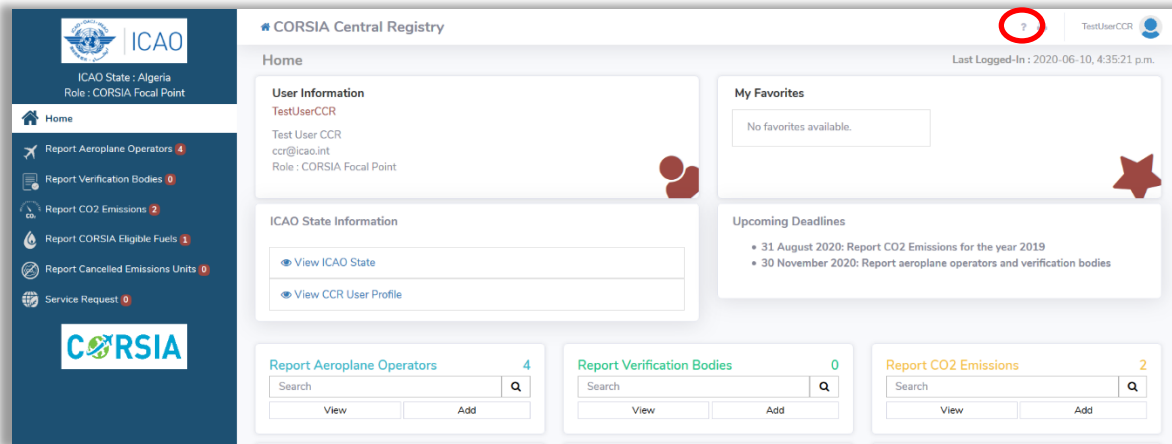 ICAO
ICAO State : Algeria
Role : CORSIA Focal Point
Home
Report Aeroplane Operators 4
Report Verification Bodies 0
Report CO2 Emissions 2
Report CORSIA Eligible Fuels 1
Report Cancelled Emissions Units 0
Service Request 0
CORSIA
CORSIA Central Registry
?
TestUserCCR
Home
Last Logged-In : 2020-06-10, 4:35:21 p.m.
User Information
TestUserCCR
Test User CCR
ccr@icao.int
Role : CORSIA Focal Point
My Favorites
No favorites available.
ICAO State Information
View ICAO State
View CCR User Profile
Upcoming Deadlines
• 31 August 2020: Report CO2 Emissions for the year 2019
• 30 November 2020: Report aeroplane operators and verification bodies
Report Aeroplane Operators 4
Search
View Add
Report Verification Bodies 0
Search
View Add
Report CO2 Emissions 2
Search
View Add